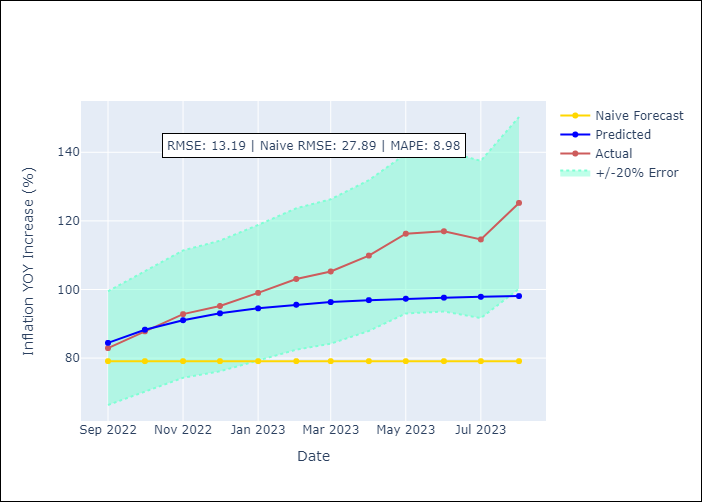 RMSE: 13.19 | Naive RMSE: 27.89 | MAPE: 8.98
Naive Forecast
Predicted
Actual
+/-20% Error
Inflation YOY Increase (%)
140
120
100
80
Sep 2022
Nov 2022
Jan 2023
Mar 2023
May 2023
Jul 2023
Date